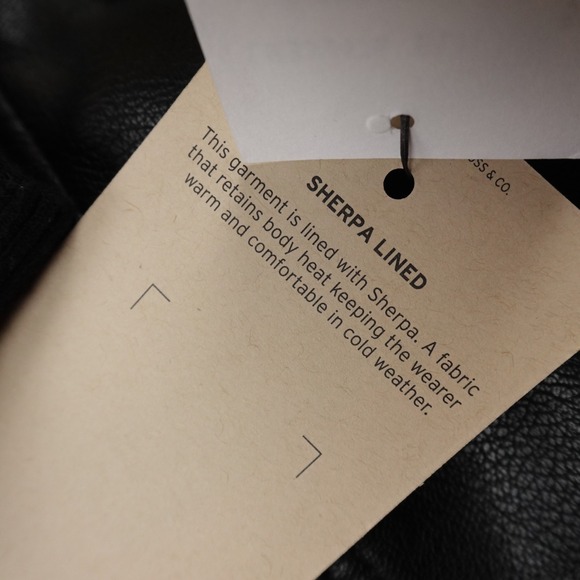 & CO.
SHERPA LINED
This garment is lined with Sherpa. A fabric
that retains body heat keeping the wearer
warm and comfortable in cold weather.